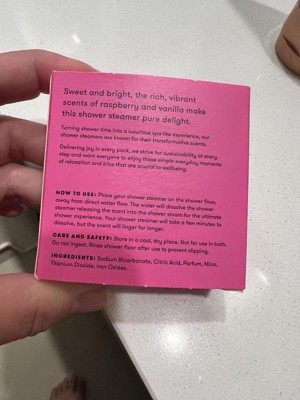 Sweet and bright, the rich, vibrant
scents of raspberry and vanilla make
this shower steamer pure delight.
Turning shower time into a luxurious spa-like experience, our
shower steamers are known for their transformative scents.
Delivering joy in every pack, we strive for sustainability at every
step and want everyone to enjoy those simple everyday moments
of relaxation and bliss that are crucial to wellbeing.
HOW TO USE: Place your shower steamer on the shower floor,
away from direct water flow. The water will dissolve the shower
steamer releasing the scent into the shower steam for the ultimate
shower experience. Your shower steamer will take a few minutes to
dissolve, but the scent will linger for longer.
CARE AND SAFETY: Store in a cool, dry place. Not for use in bath.
Do not ingest. Rinse shower floor after use to prevent slipping.
INGREDIENTS: Sodium Bicarbonate, Citric Acid, Parfum, Mica,
Titanium Dioxide, Iron Oxides.